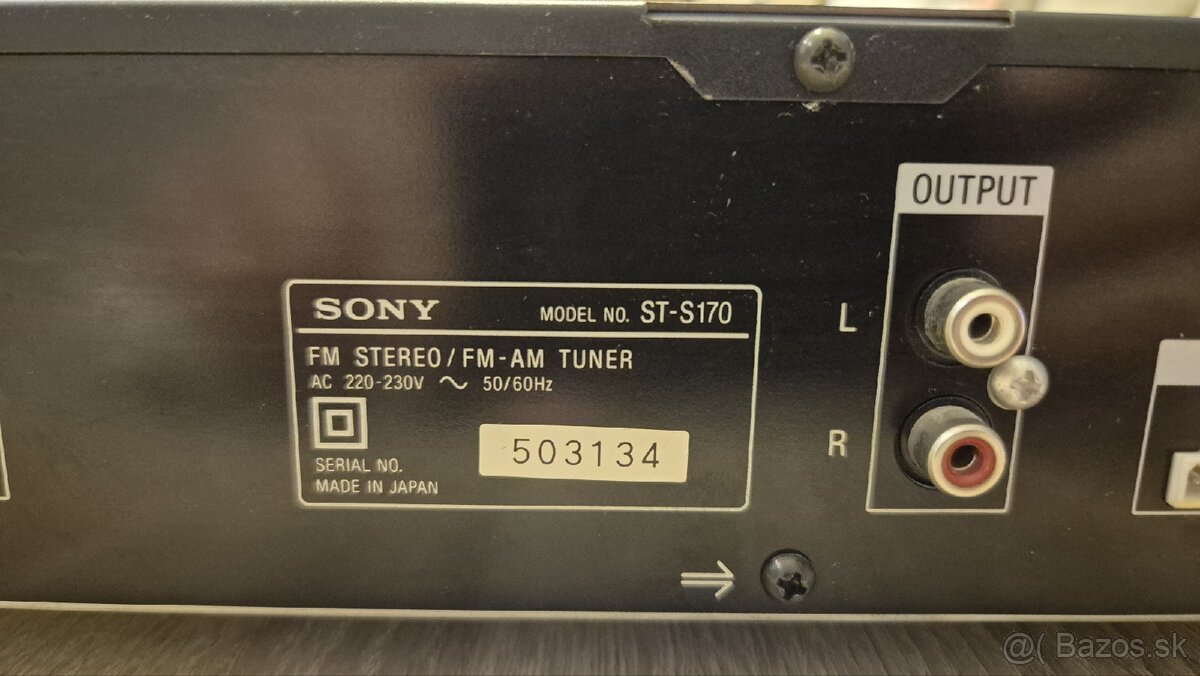 OUTPUT
L
R
SONY MODEL NO. ST-S170
FM STEREO/FM-AM TUNER
AC 220-230V ～ 50/60Hz
SERIAL NO. 503134
MADE IN JAPAN
@( Bazos.sk